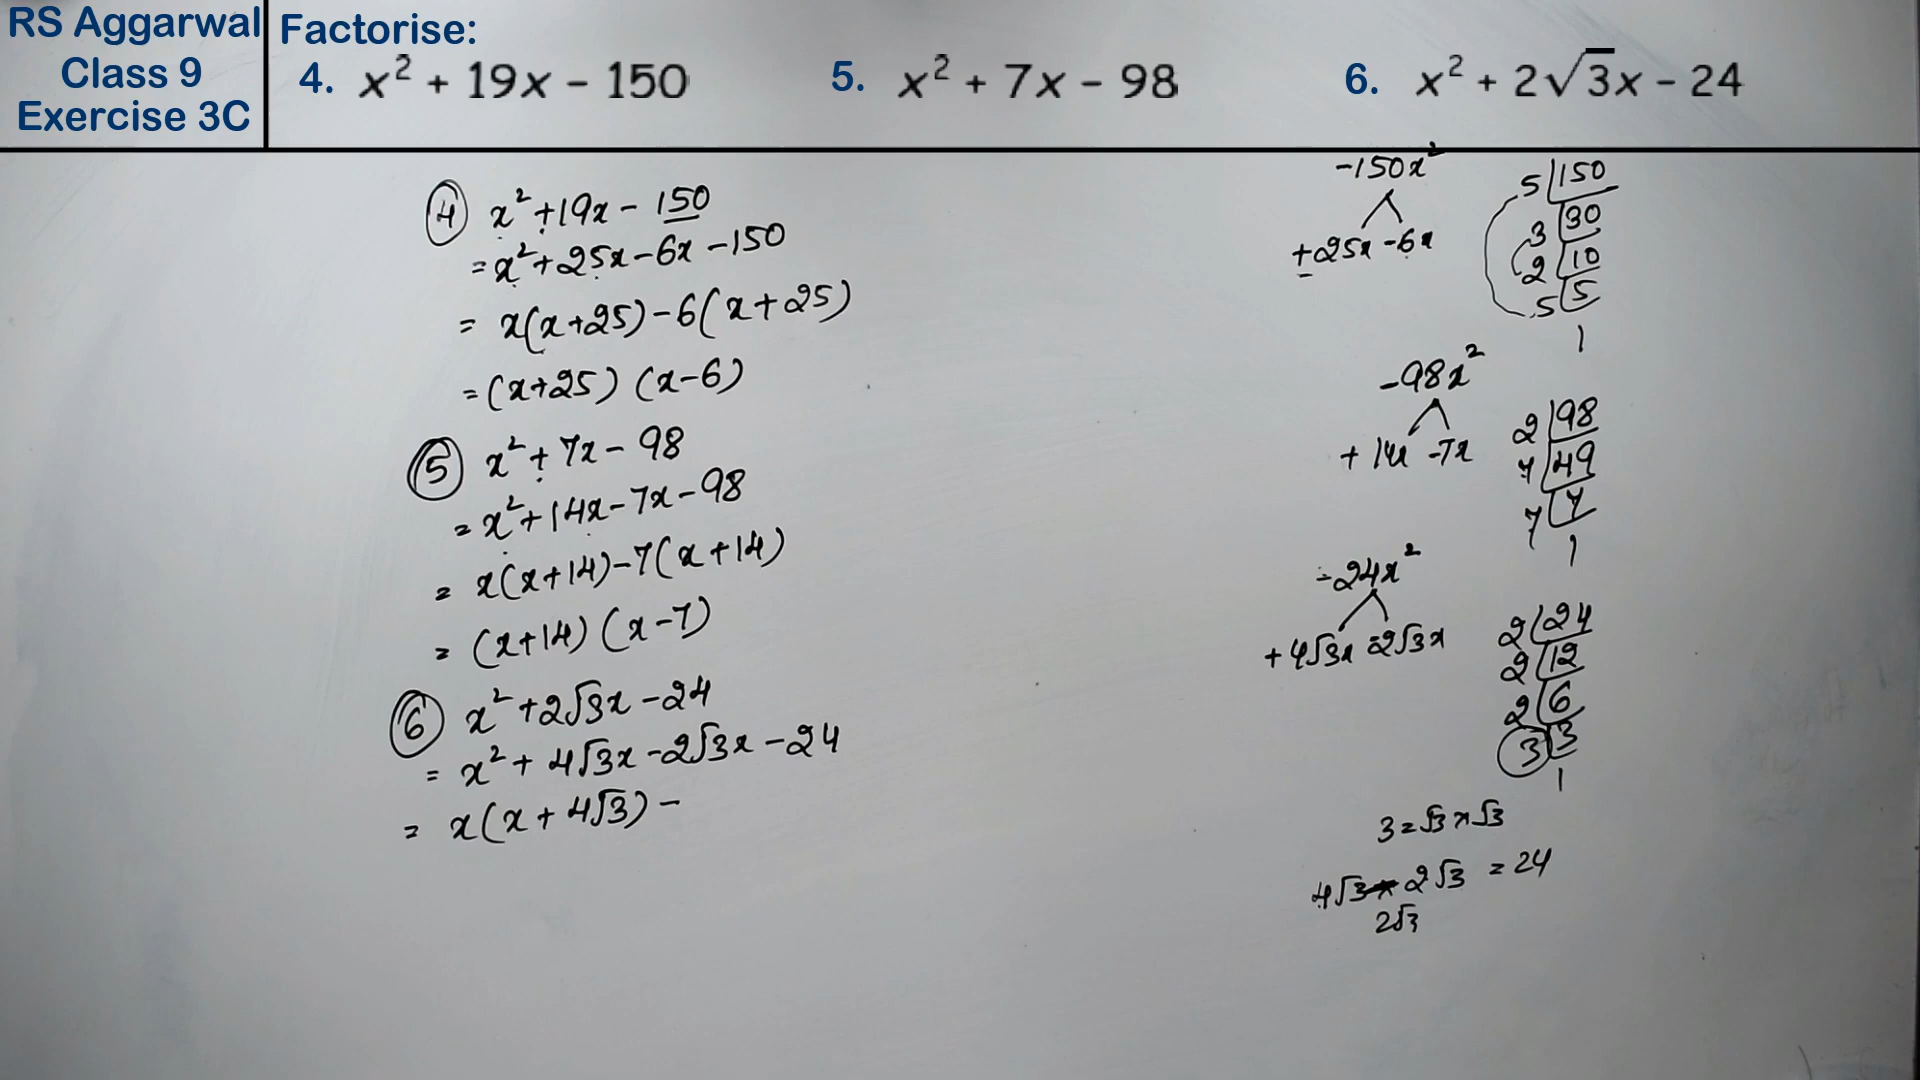 RS Aggarwal
Class 9
Exercise 3C
Factorise:
4. x² + 19x - 150
5. x² + 7x - 98
6. x² + 2√3x - 24
④ x² + 19x - 150
= x² + 25x - 6x - 150
= x(x+25) - 6(x+25)
= (x+25) (x-6)
⑤ x² + 7x - 98
= x² + 14x - 7x - 98
= x(x+14) - 7(x+14)
= (x+14) (x-7)
⑥ x² + 2√3x - 24
= x² + 4√3x - 2√3x - 24
= x(x + 4√3) -
-150x²
+25x -6x
5 150
3 30
2 10
5 5
1
-98x²
+14x -7x
2 98
7 49
7 7
1
-24x²
+4√3x -2√3x
2 24
2 12
2 6
3 3
1
3 = √3 × √3
4√3 × 2√3 = 24
2√3